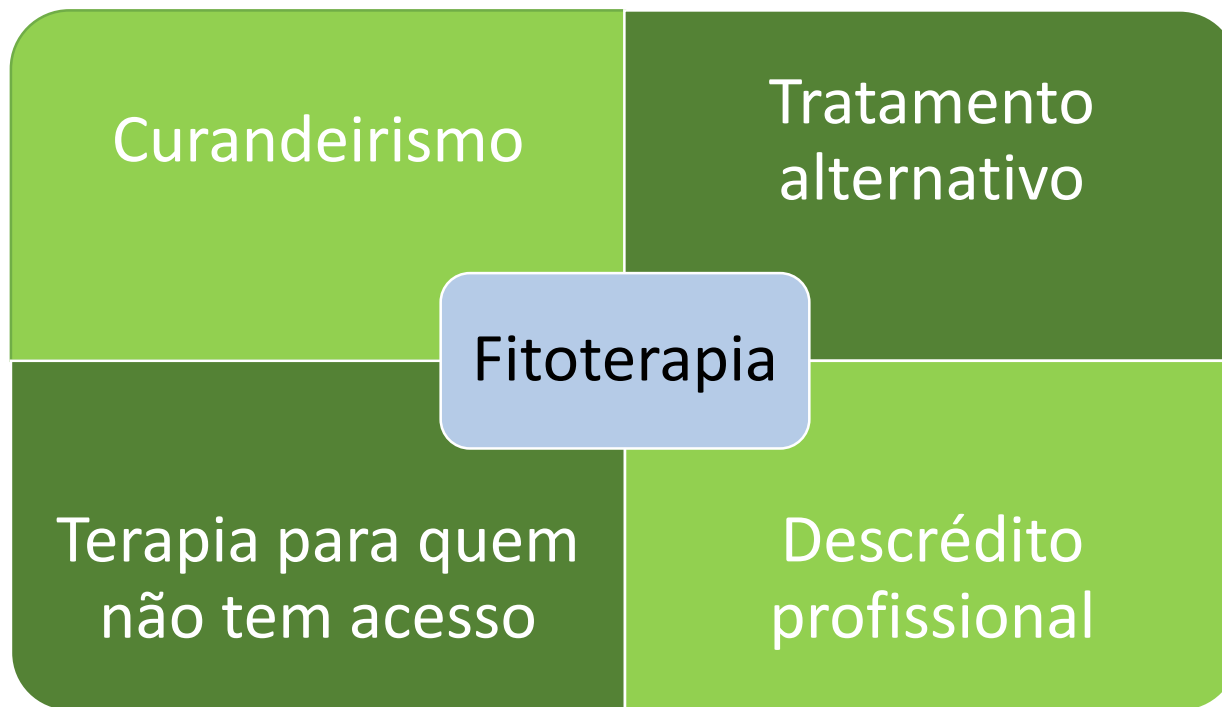 Curandeirismo
Tratamento
alternativo
Fitoterapia
Terapia para quem
não tem acesso
Descrédito
profissional